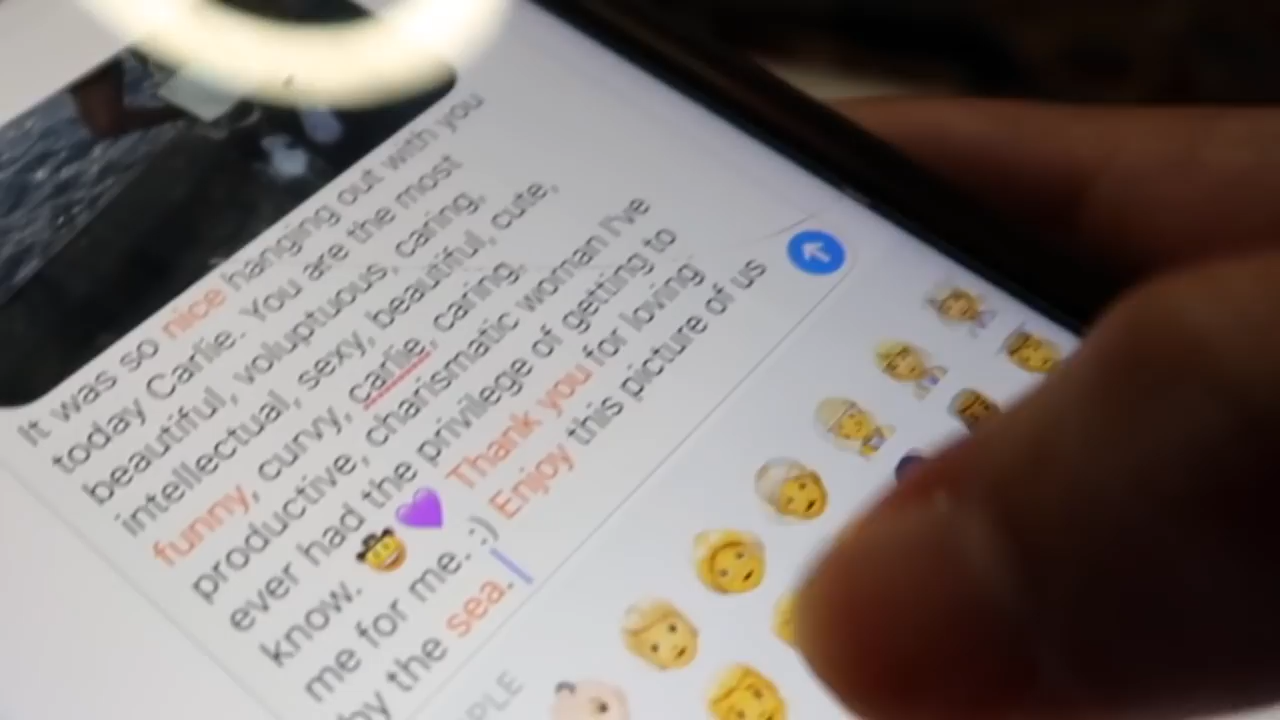 It was so nice hanging out with you
today Carlie. You are the most
beautiful, voluptuous, caring,
intellectual, sexy, beautiful, cute,
funny, curvy, carlie, caring,
productive, charismatic woman I've
ever had the privilege of getting to
know. 🤠💜 Thank you for loving
me for me. :) Enjoy this picture of us
by the sea.
PLE